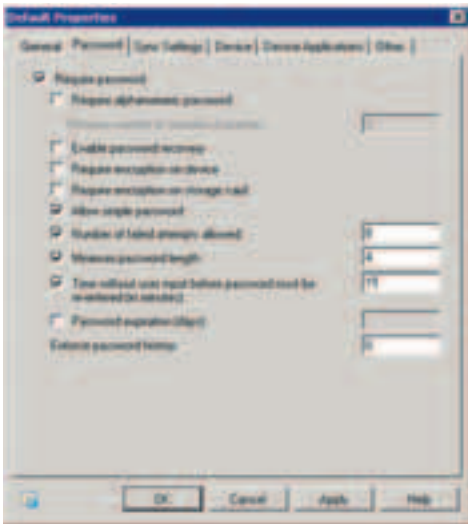 Default Properties
General Password Sync Settings Device Device Applications Other
Require password
Require alphanumeric password
Enable password recovery
Require encryption on device
Require encryption on storage card
Allow simple password
Number of failed attempts allowed
Minimum password length
4
Time without user input before password must be
re-entered (in minutes)
15
Password expiration (days)
Enforce password history
0
OK Cancel Apply Help